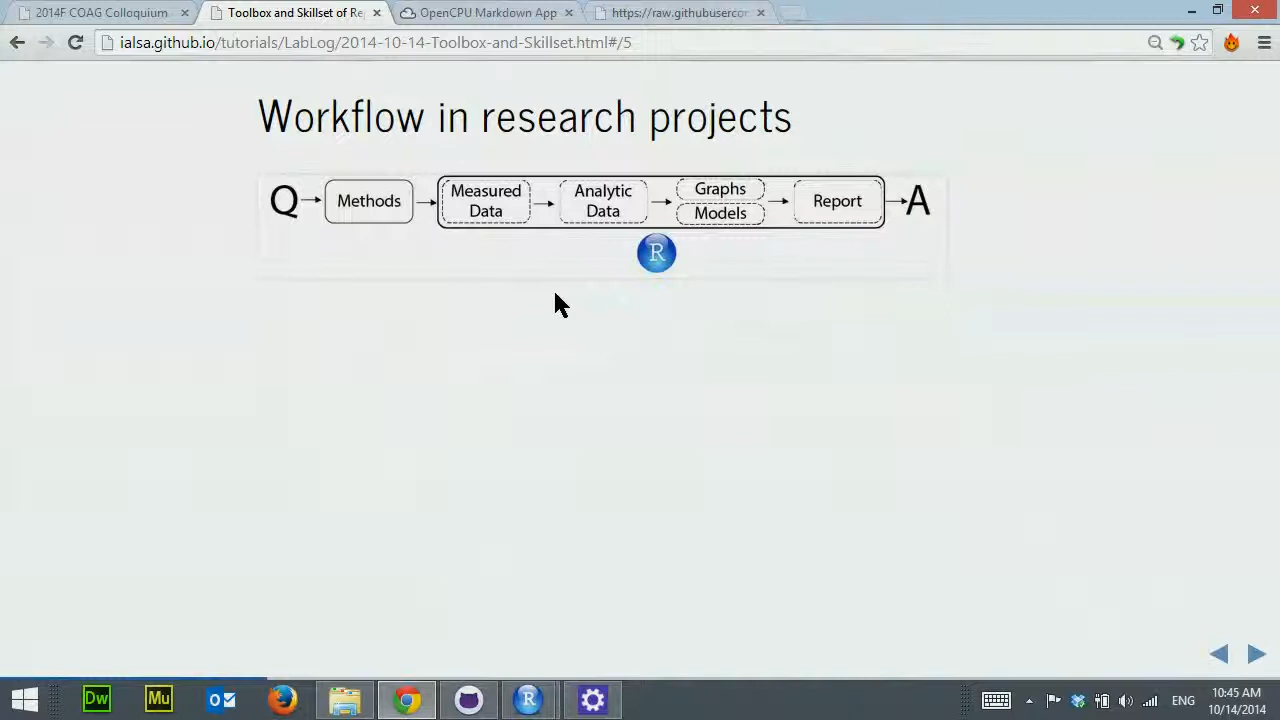 2014F COAG Colloquium
Toolbox and Skillset of Re
OpenCPU Markdown App
https://raw.githubusercor
ialsa.github.io/tutorials/LabLog/2014-10-14-Toolbox-and-Skillset.html#/5
Workflow in research projects
Q
Methods
Measured
Data
Analytic
Data
Graphs
Models
Report
A
R
Dw
Mu
R
ENG
10:45 AM
10/14/2014